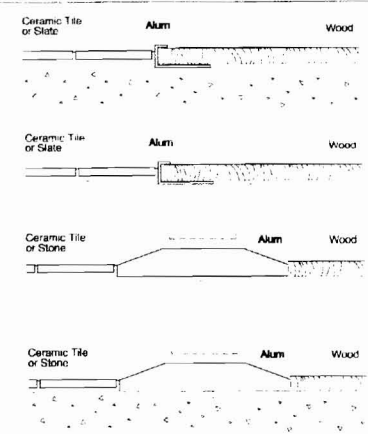 Ceramic Tile
or Slate
Alum
Wood
Ceramic Tile
or Slate
Alum
Wood
Ceramic Tile
or Stone
Alum
Wood
Ceramic Tile
or Stone
Alum
Wood